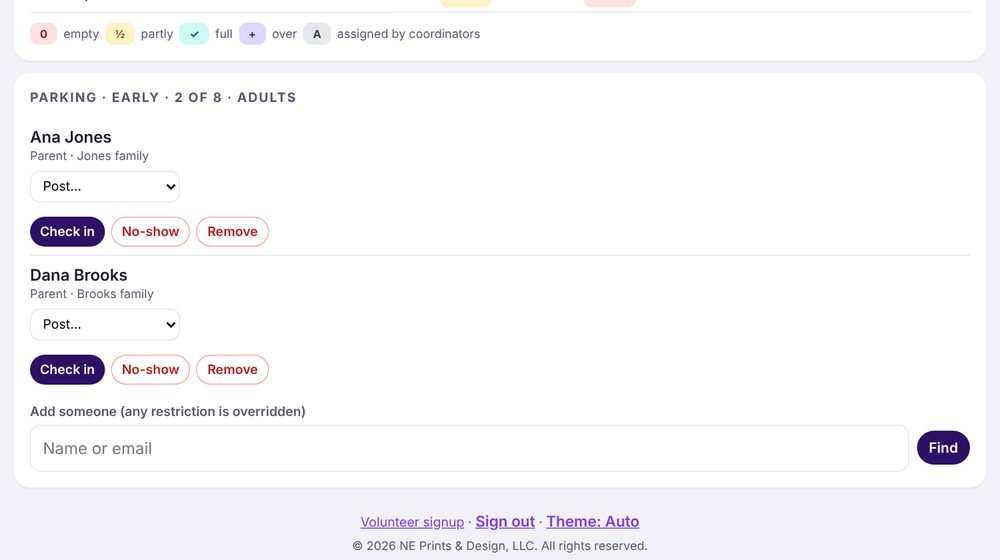 0 empty ½ partly ✓ full + over A assigned by coordinators
PARKING · EARLY · 2 OF 8 · ADULTS
Ana Jones
Parent · Jones family
Post...
Check in No-show Remove
Dana Brooks
Parent · Brooks family
Post...
Check in No-show Remove
Add someone (any restriction is overridden)
Name or email Find
Volunteer signup · Sign out · Theme: Auto
© 2026 NE Prints & Design, LLC. All rights reserved.